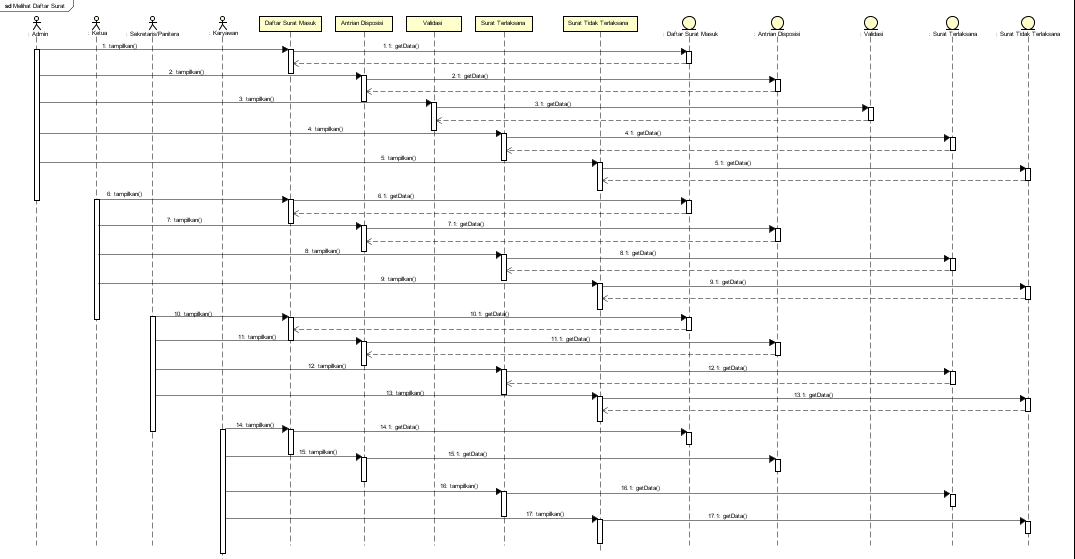 sd Melihat Daftar Surat
: Admin
: Ketua
: Sekretaris/Panitera
: Karyawan
Daftar Surat Masuk
Antrian Disposisi
Validasi
Surat Terlaksana
Surat Tidak Terlaksana
: Daftar Surat Masuk
: Antrian Disposisi
: Validasi
: Surat Terlaksana
: Surat Tidak Terlaksana
1: tampilkan()
1.1: getData()
2: tampilkan()
2.1: getData()
3: tampilkan()
3.1: getData()
4: tampilkan()
4.1: getData()
5: tampilkan()
5.1: getData()
6: tampilkan()
6.1: getData()
7: tampilkan()
7.1: getData()
8: tampilkan()
8.1: getData()
9: tampilkan()
9.1: getData()
10: tampilkan()
10.1: getData()
11: tampilkan()
11.1: getData()
12: tampilkan()
12.1: getData()
13: tampilkan()
13.1: getData()
14: tampilkan()
14.1: getData()
15: tampilkan()
15.1: getData()
16: tampilkan()
16.1: getData()
17: tampilkan()
17.1: getData()